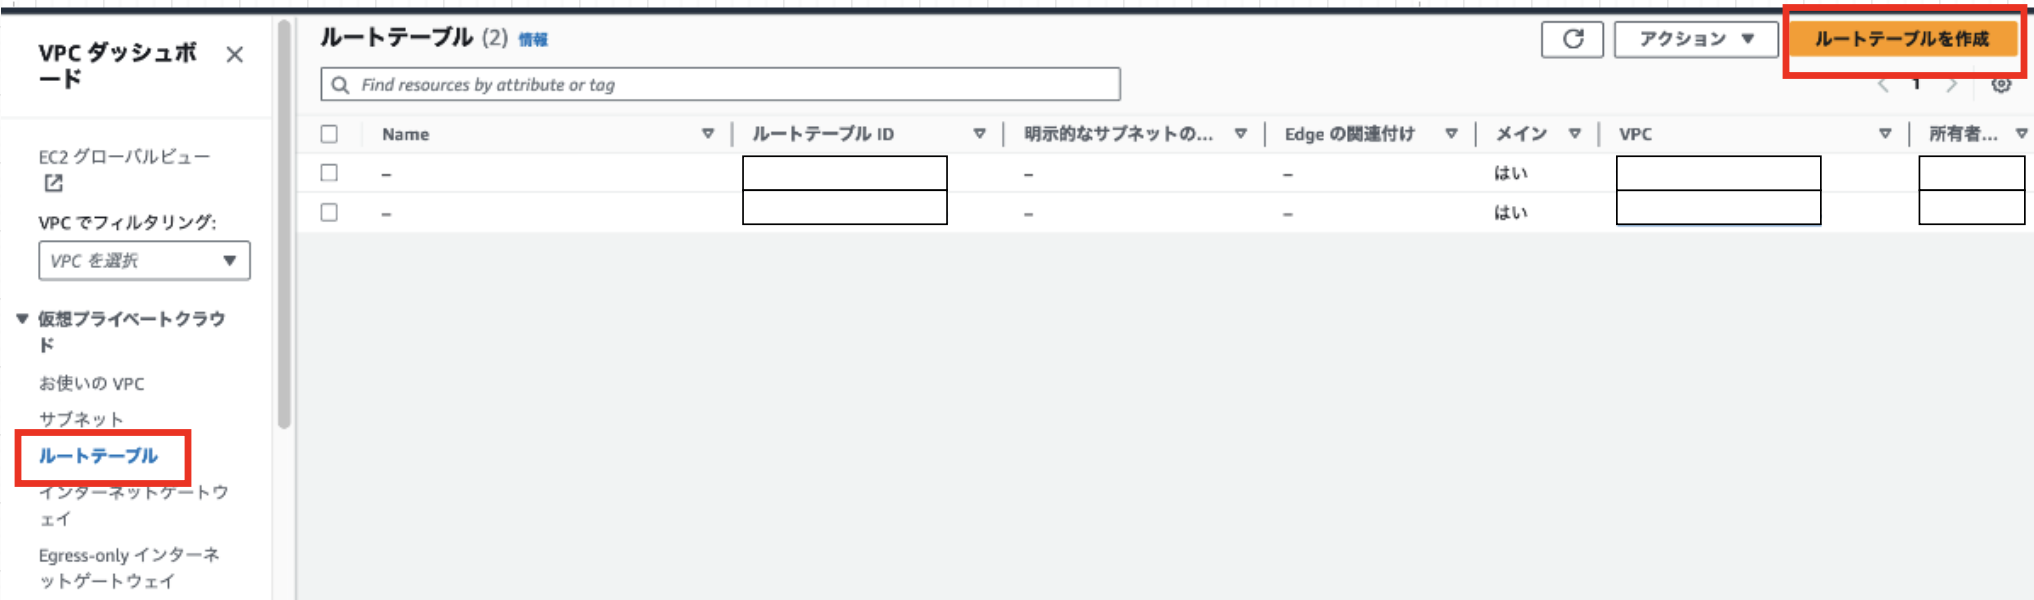 VPC ダッシュボ
ード
EC2 グローバルビュー
VPC でフィルタリング:
VPC を選択
仮想プライベートクラウ
ド
お使いの VPC
サブネット
ルートテーブル
インターネットゲートウ
ェイ
Egress-only インターネ
ットゲートウェイ
ルートテーブル (2) 情報
アクション
ルートテーブルを作成
Find resources by attribute or tag
1
Name ルートテーブル ID 明示的なサブネットの... Edge の関連付け メイン VPC 所有者...
– – – はい
– – – はい